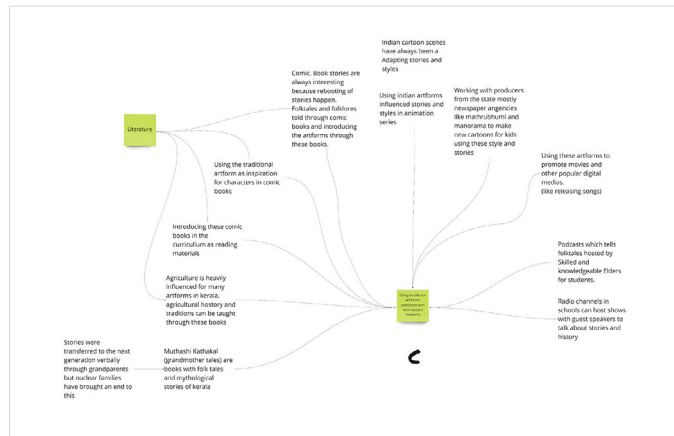 Indian cartoon scenes
have always been a
Adapting stories and
styles
Comic. Book stories are
always interesting
because rebooting of
stories happen.
Folktales and folklores
told through comic
books and introducing
the artforms through
these books.
Using indian artforms
influenced stories and
styles in animation
series
Working with producers
from the state mostly
newspaper angencies
like mathrubhumi and
manorama to make
new cartoons for kids
using these style and
stories
Literature
Using the traditional
artform as inspiration
for characters in comic
books
Using these artforms to
promote movies and
other popular digital
medias.
(like releasing songs)
Introducing these comic
books in the
curriculum as reading
materials
Podcasts which tells
folktales hosted by
Skilled and
knowledgeable Elders
for students.
Agriculture is heavily
influenced for many
artforms in kerala.
agricultural hostory and
traditions can be taught
through these books
Radio channels in
schools can host shows
with guest speakers to
talk about stories and
history
Stories were
transferred to the next
generation verbally
through grandparents
but nuclear families
have brought an end to
this
Muthashi Kathakal
(grandmother tales) are
books with folk tales
and mythological
stories of kerala
C